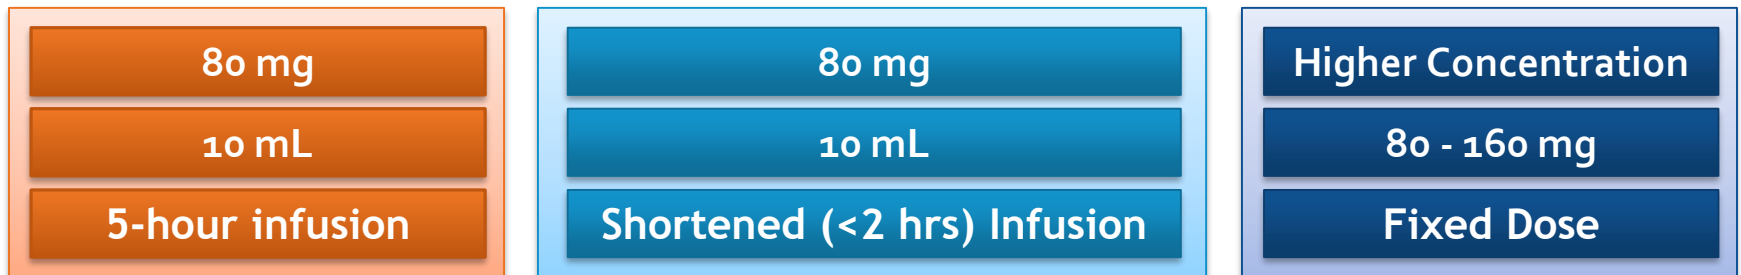 80 mg
10 mL
5-hour infusion
80 mg
10 mL
Shortened (<2 hrs) Infusion
Higher Concentration
80 - 160 mg
Fixed Dose